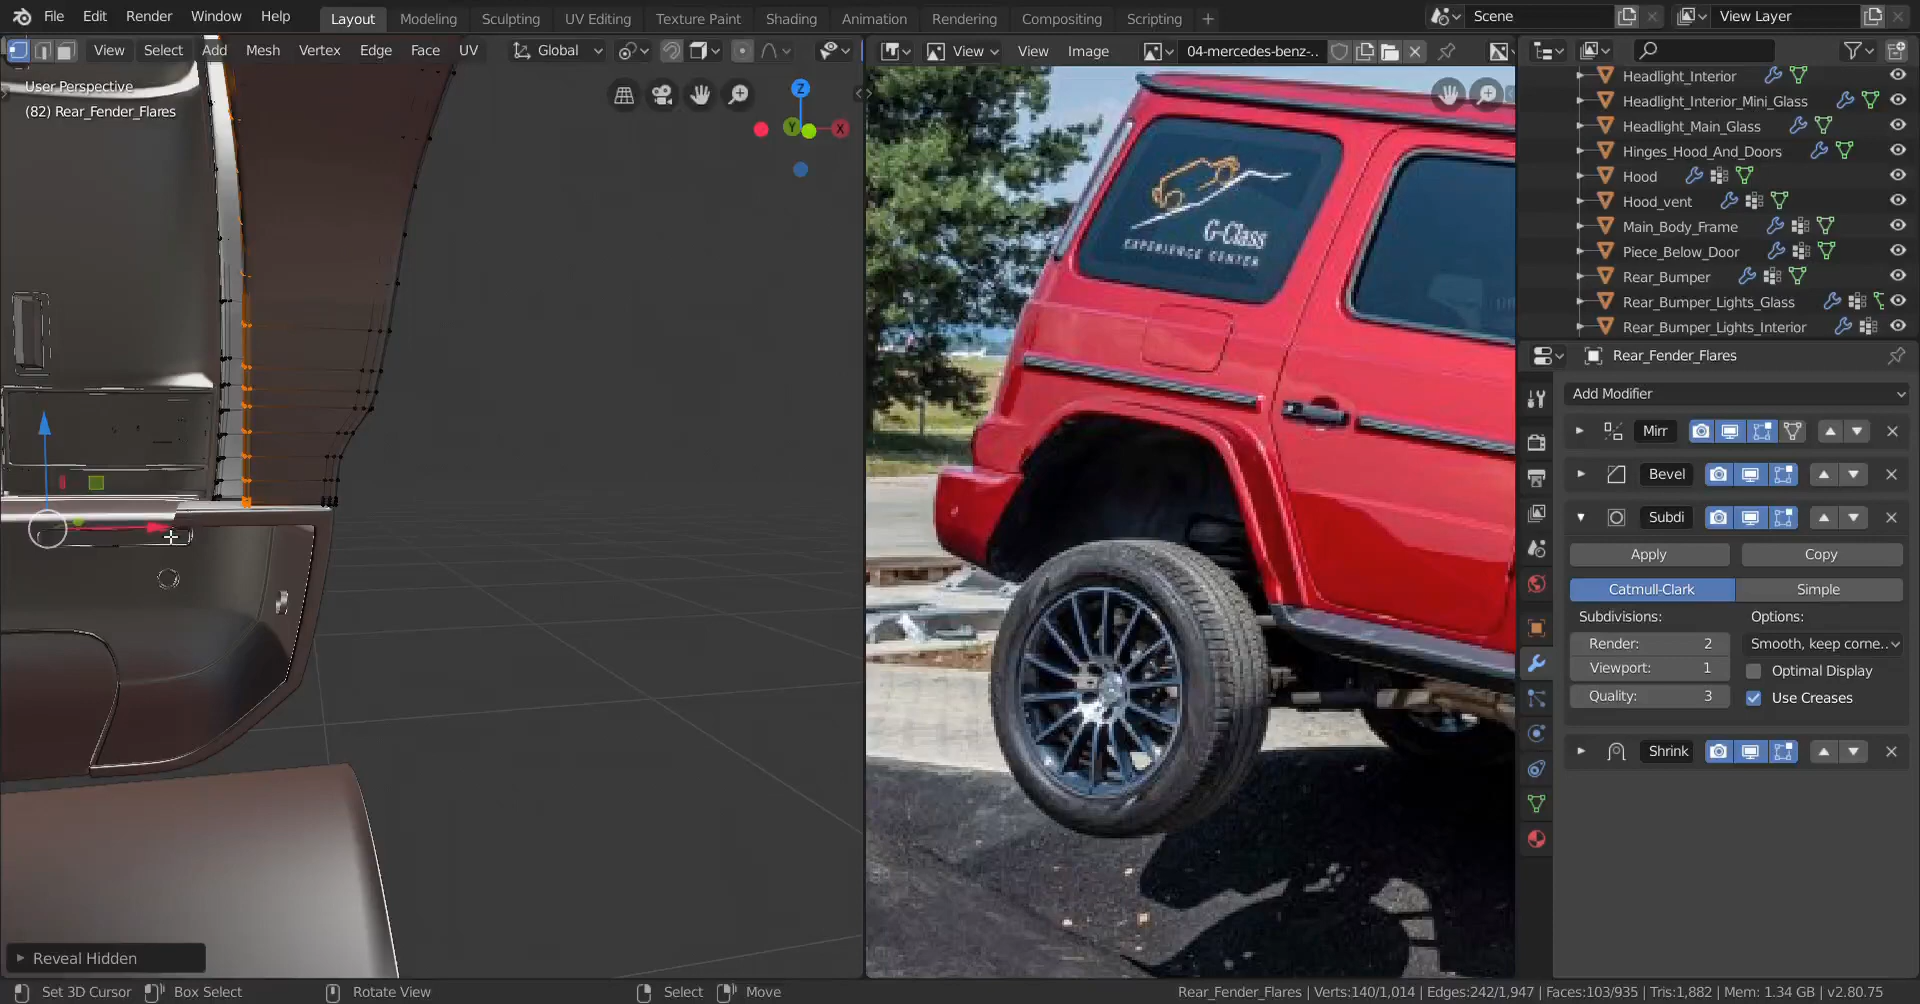 File Edit Render Window Help Layout Modeling Sculpting UV Editing Texture Paint Shading Animation Rendering Compositing Scripting + Scene View Layer
View Select Add Mesh Vertex Edge Face UV Global View View Image 04-mercedes-benz-..
User Perspective
(82) Rear_Fender_Flares
Z
Y
X
G-Class
EXPERIENCE CENTER
Headlight_Interior
Headlight_Interior_Mini_Glass
Headlight_Main_Glass
Hinges_Hood_And_Doors
Hood
Hood_vent
Main_Body_Frame
Piece_Below_Door
Rear_Bumper
Rear_Bumper_Lights_Glass
Rear_Bumper_Lights_Interior
Rear_Fender_Flares
Add Modifier
Mirr
Bevel
Subdi
Apply Copy
Catmull-Clark Simple
Subdivisions: Options:
Render: 2 Smooth, keep corne..
Viewport: 1 Optimal Display
Quality: 3 Use Creases
Shrink
Reveal Hidden
Set 3D Cursor Box Select Rotate View Select Move Rear_Fender_Flares | Verts:140/1,014 | Edges:242/1,947 | Faces:103/935 | Tris:1,882 | Mem: 1.34 GB | v2.80.75